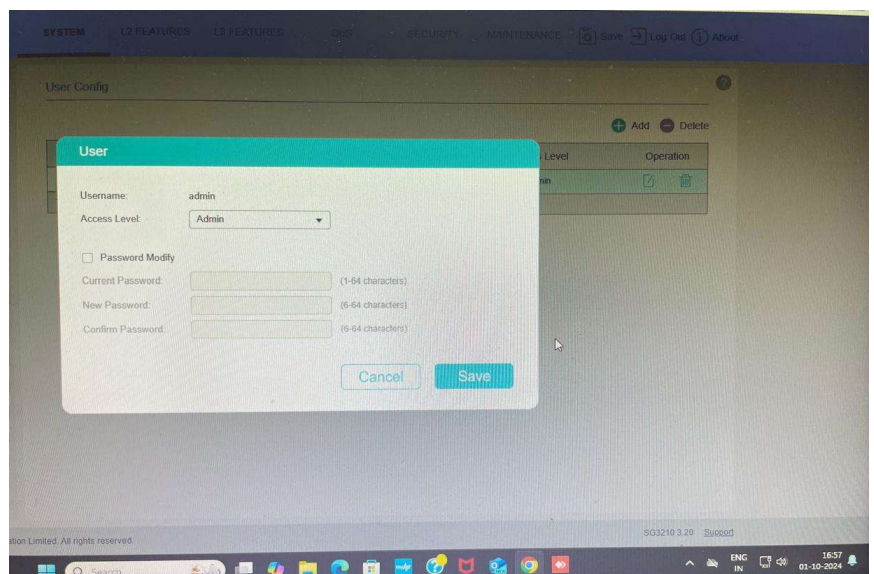 SYSTEM L2 FEATURES L3 FEATURES QoS SECURITY MAINTENANCE Save Log Out Abour
User Config
Add Delete
User
Level Operation
Username: admin
Access Level: Admin
Password Modify
Current Password: (1-64 characters)
New Password: (6-64 characters)
Confirm Password: (6-64 characters)
Cancel Save
ation Limited. All rights reserved.
SG3210 3.20 Support
Search
ENG
IN
16:57
01-10-2024